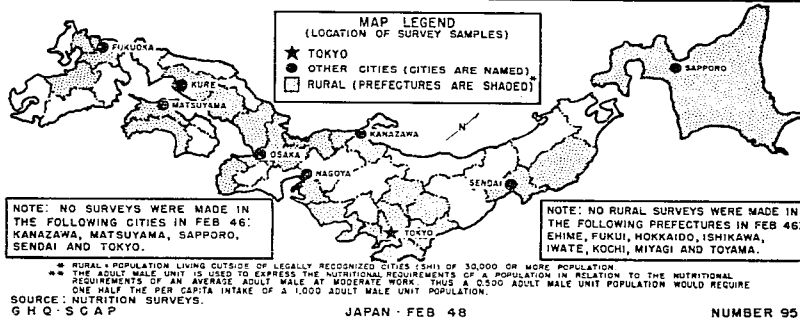 MAP LEGEND
(LOCATION OF SURVEY SAMPLES)
TOKYO
OTHER CITIES (CITIES ARE NAMED)
RURAL (PREFECTURES ARE SHADED)*
FUKUOKA
KURE
MATSUYAMA
OSAKA
NAGOYA
KANAZAWA
N
SENDAI
TOKYO
SAPPORO
NOTE: NO SURVEYS WERE MADE IN
THE FOLLOWING CITIES IN FEB 46:
KANAZAWA, MATSUYAMA, SAPPORO,
SENDAI AND TOKYO.
NOTE: NO RURAL SURVEYS WERE MADE IN
THE FOLLOWING PREFECTURES IN FEB 46:
EHIME, FUKUI, HOKKAIDO, ISHIKAWA,
IWATE, KOCHI, MIYAGI AND TOYAMA.
* RURAL = POPULATION LIVING OUTSIDE OF LEGALLY RECOGNIZED CITIES (SHI) OF 30,000 OR MORE POPULATION.
** THE ADULT MALE UNIT IS USED TO EXPRESS THE NUTRITIONAL REQUIREMENTS OF A POPULATION IN RELATION TO THE NUTRITIONAL
REQUIREMENTS OF AN AVERAGE ADULT MALE AT MODERATE WORK. THUS A 0.500 ADULT MALE UNIT POPULATION WOULD REQUIRE
ONE HALF THE PER CAPITA INTAKE OF A 1.000 ADULT MALE UNIT POPULATION.
SOURCE: NUTRITION SURVEYS.
GHQ-SCAP
JAPAN - FEB 48
NUMBER 95